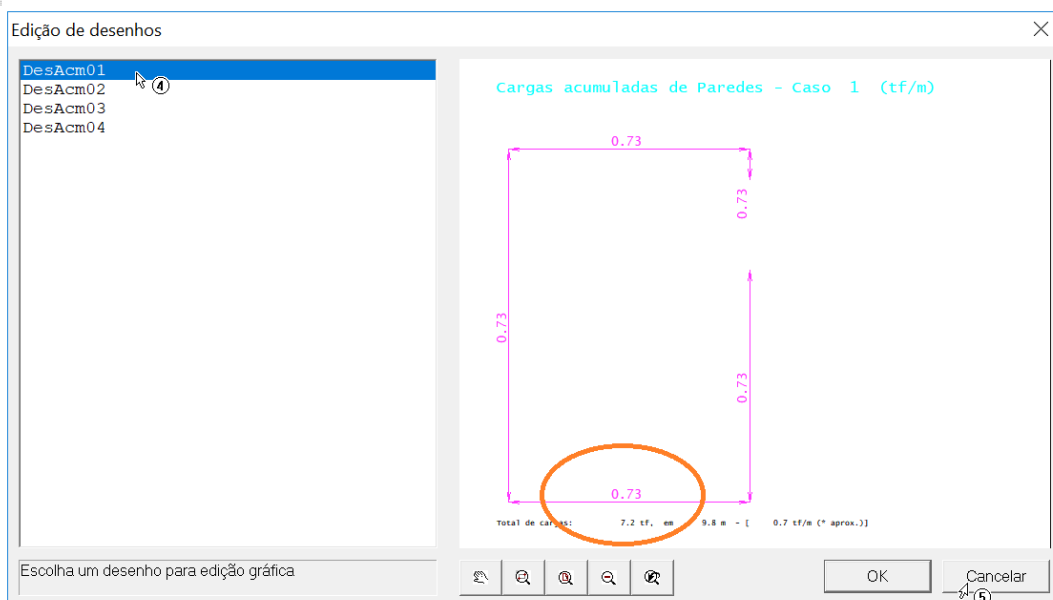 Edição de desenhos
DesAcm01
④
DesAcm02
DesAcm03
DesAcm04
Cargas acumuladas de Paredes - Caso 1 (tf/m)
0.73
0.73
0.73
0.73
0.73
Total de cargas: 7.2 tf, em 9.8 m - [ 0.7 tf/m (* aprox.)]
Escolha um desenho para edição gráfica
OK
Cancelar
⑤